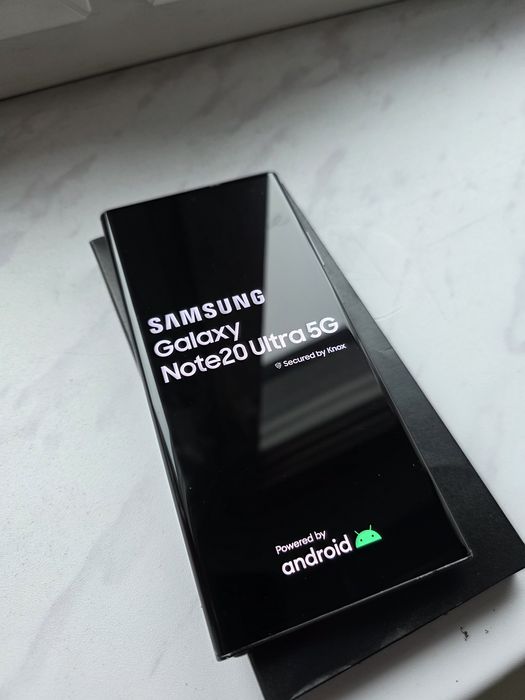 SAMSUNG
Galaxy
Note20 Ultra 5G
Secured by Knox
Powered by
android